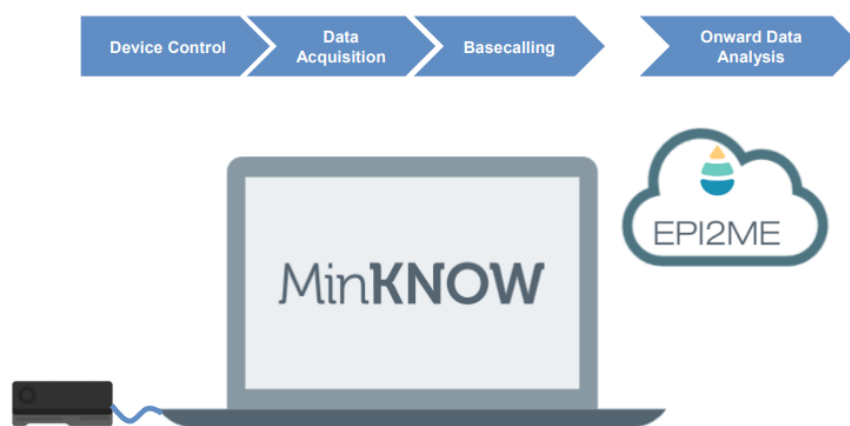 Device Control
Data
Acquisition
Basecalling
Onward Data
Analysis
EPI2ME
MinKNOW